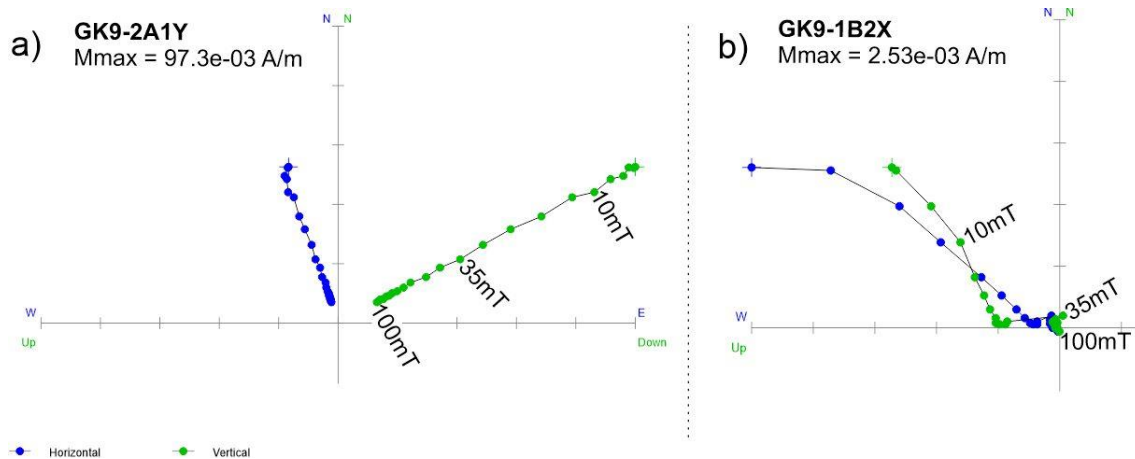 a)
GK9-2A1Y
Mmax = 97.3e-03 A/m
N N
W
Up
E
Down
10mT
35mT
100mT
b)
GK9-1B2X
Mmax = 2.53e-03 A/m
N N
W
Up
10mT
35mT
100mT
Horizontal
Vertical